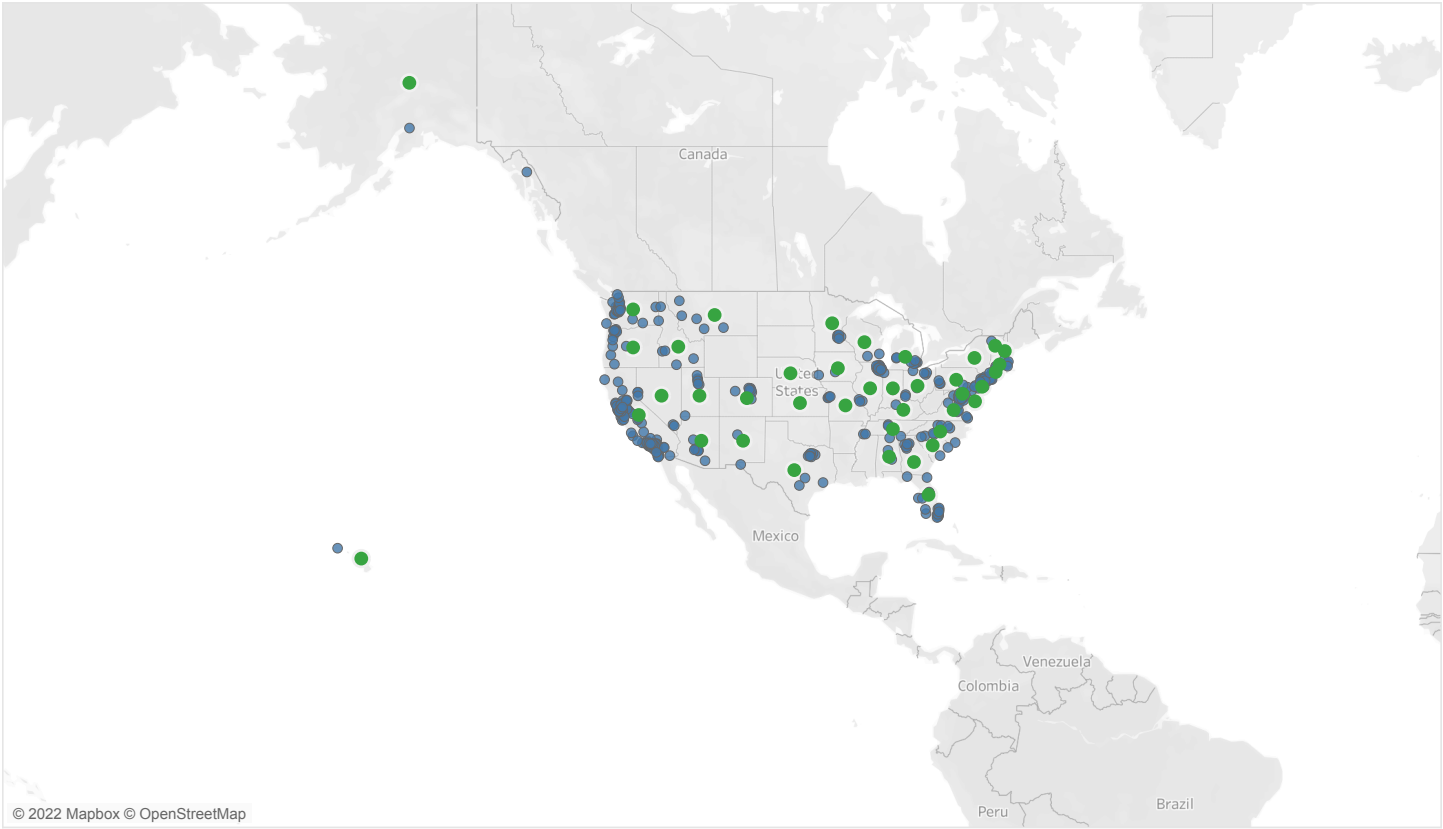 Canada
United
States
Mexico
Venezuela
Colombia
Peru
Brazil
© 2022 Mapbox © OpenStreetMap